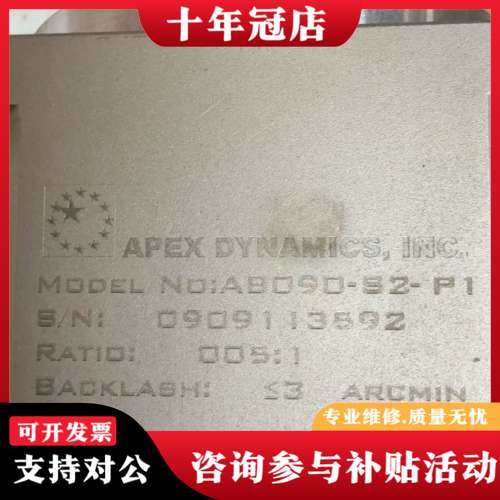 十年冠店
APEX DYNAMICS, INC.
MODEL NO:AB090-S2-P1
S/N: 0909113592
RATIO: 005:1
BACKLASH: ≤3 ARCMIN
专业维修.质量无忧
可开发票
支持对公
咨询参与补贴活动